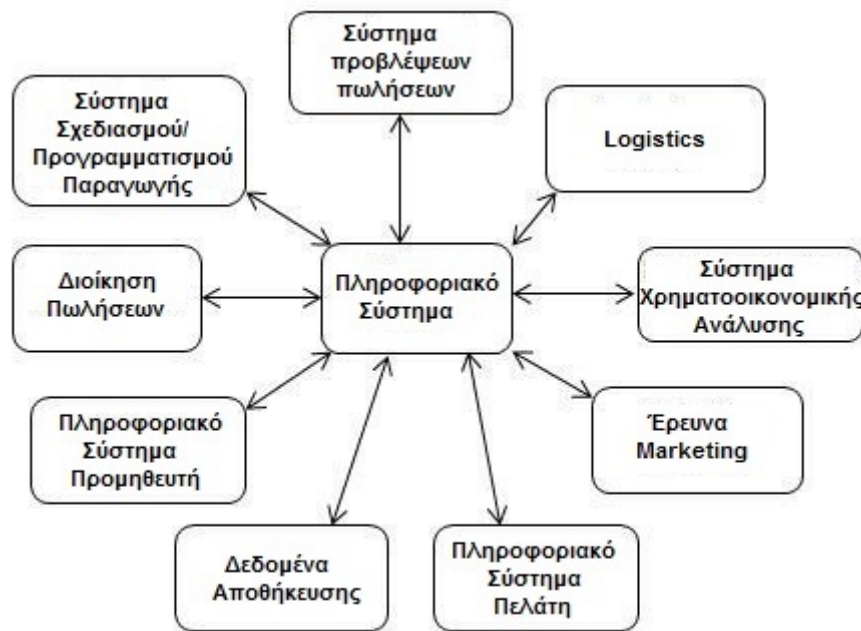 Σύστημα
προβλέψεων
πωλήσεων
Σύστημα
Σχεδιασμού/
Προγραμματισμού
Παραγωγής
Logistics
Διοίκηση
Πωλήσεων
Πληροφοριακό
Σύστημα
Σύστημα
Χρηματοοικονομικής
Ανάλυσης
Πληροφοριακό
Σύστημα
Προμηθευτή
Έρευνα
Marketing
Δεδομένα
Αποθήκευσης
Πληροφοριακό
Σύστημα
Πελάτη